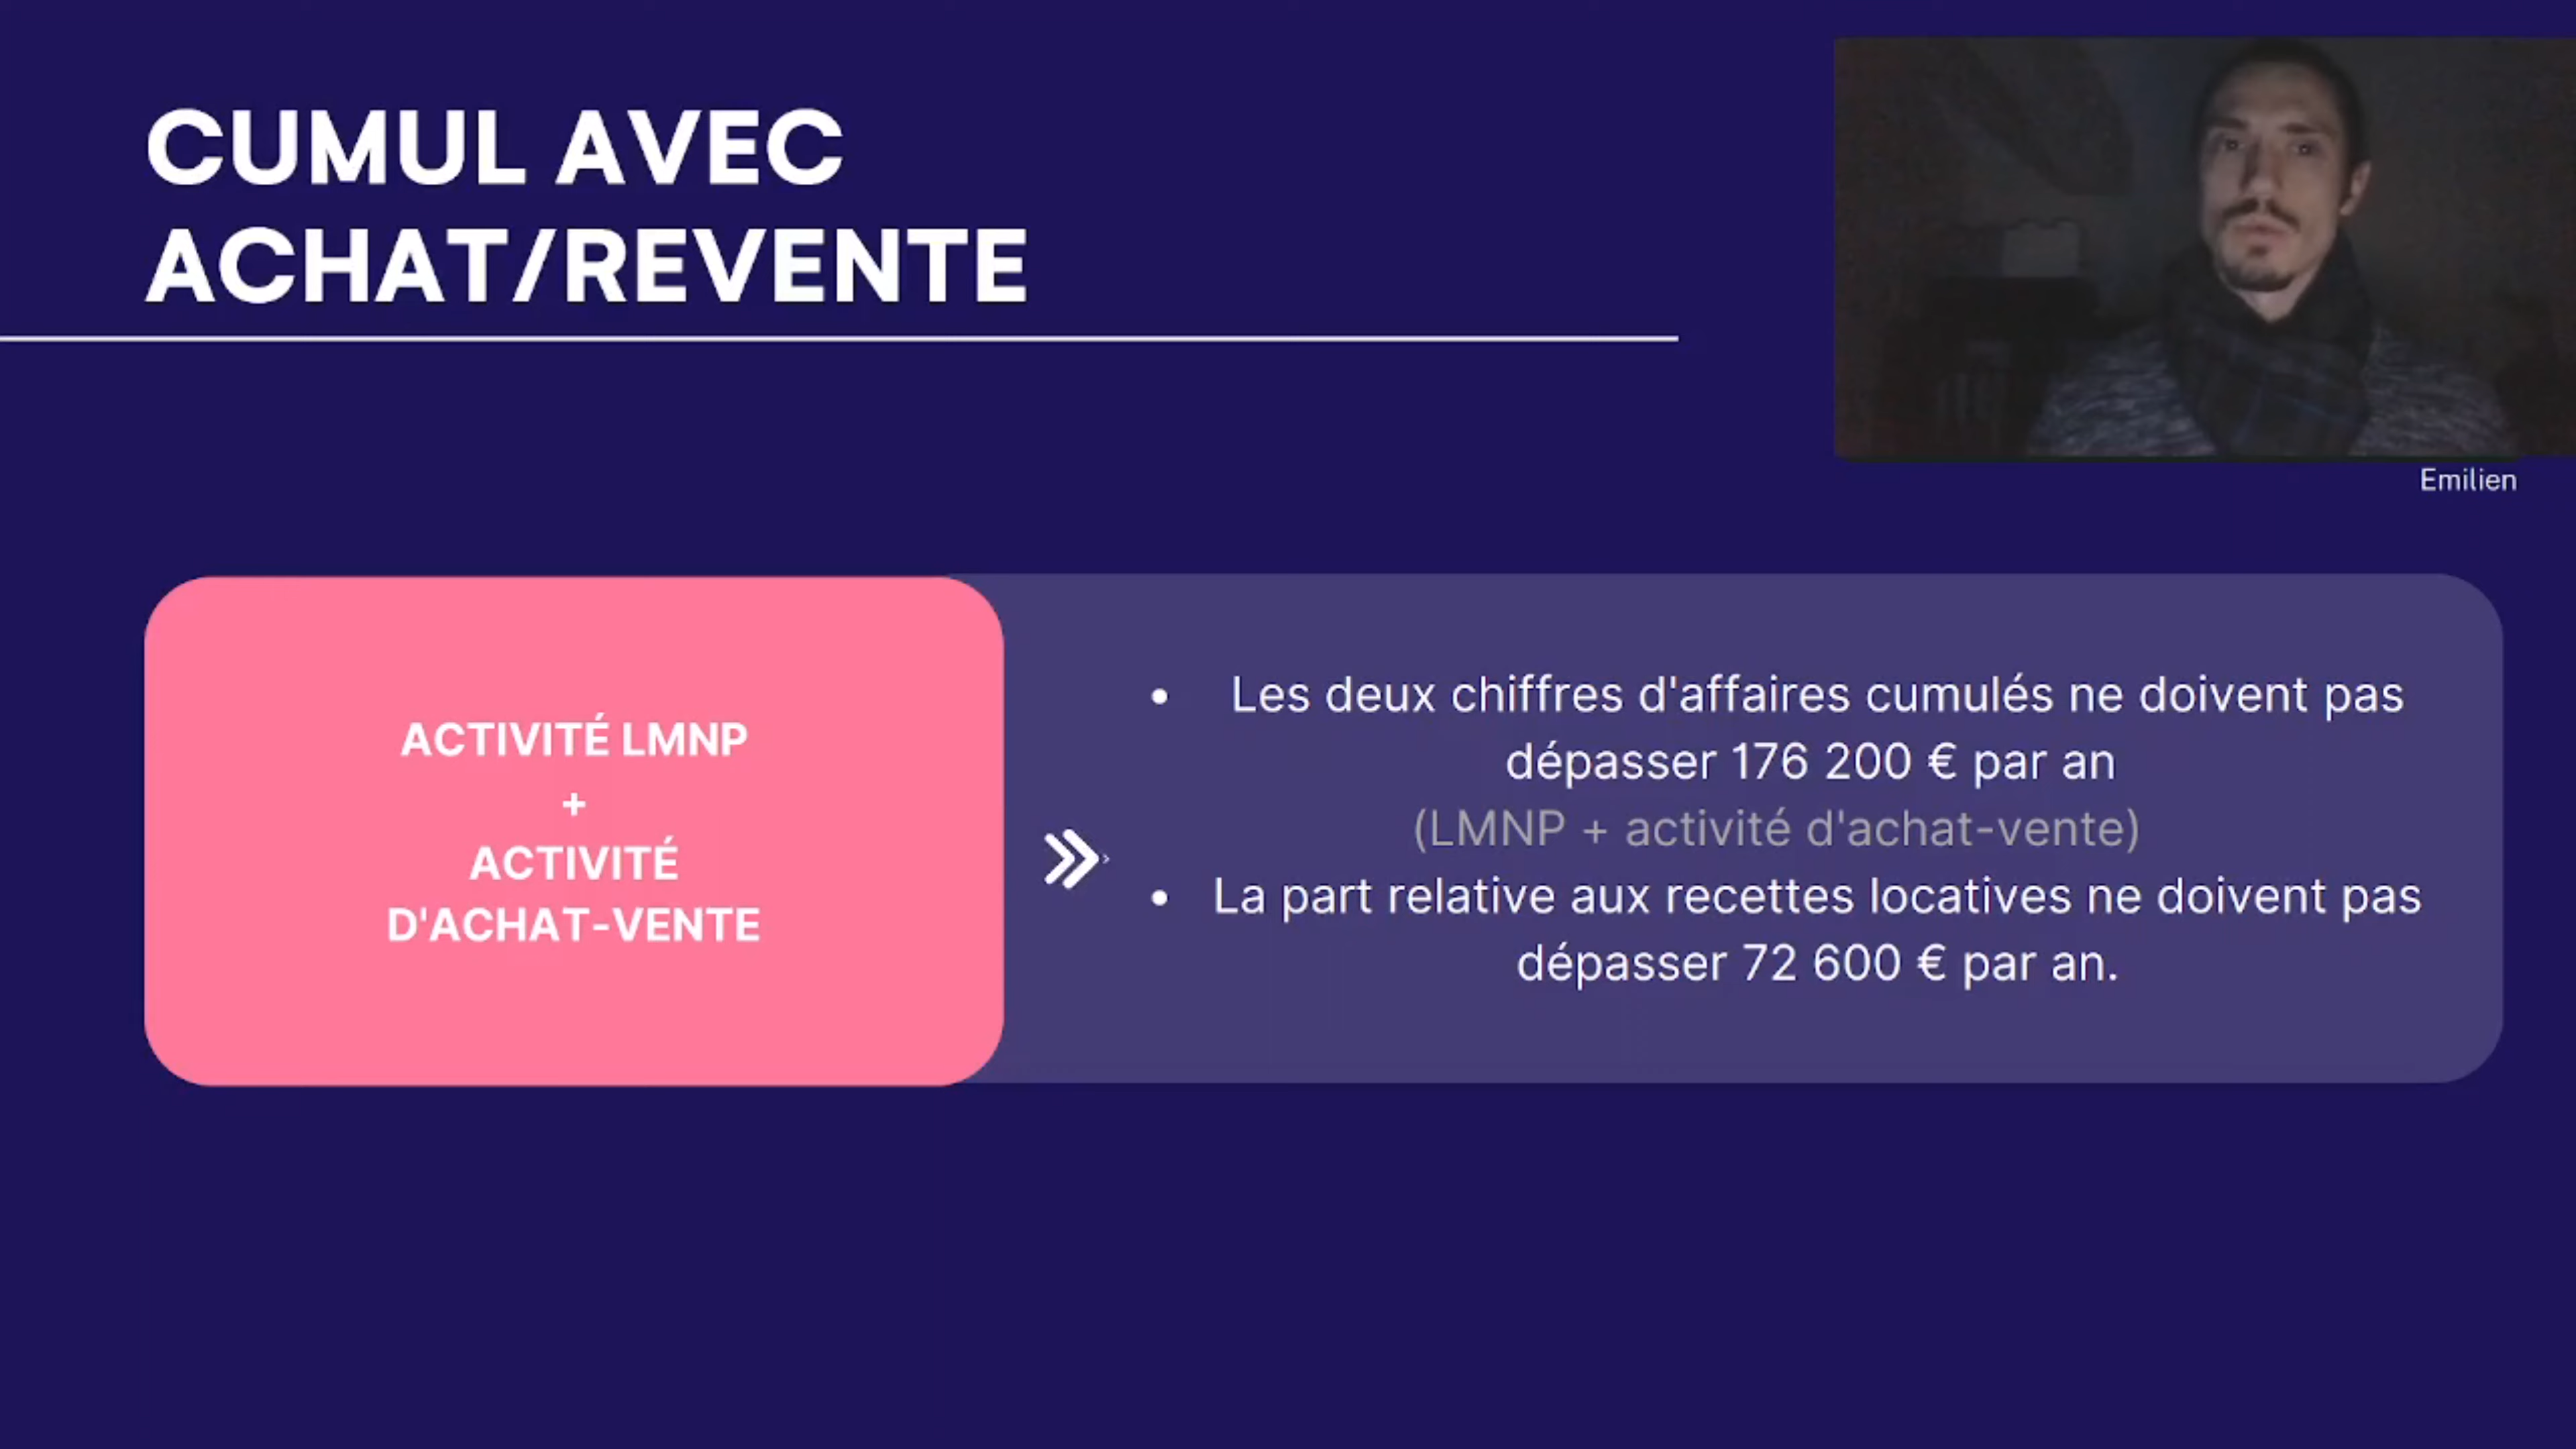 CUMUL AVEC
ACHAT/REVENTE
Emilien
ACTIVITÉ LMNP
+
ACTIVITÉ
D'ACHAT-VENTE
• Les deux chiffres d'affaires cumulés ne doivent pas
dépasser 176 200 € par an
(LMNP + activité d'achat-vente)
• La part relative aux recettes locatives ne doivent pas
dépasser 72 600 € par an.